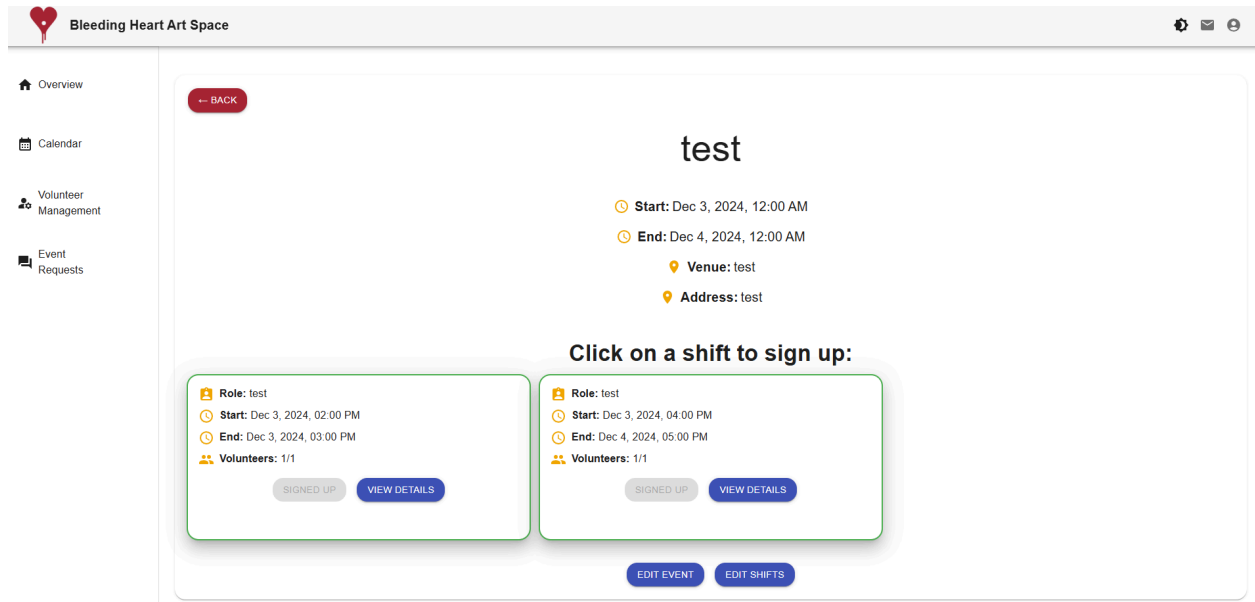 Bleeding Heart Art Space
Overview
Calendar
Volunteer
Management
Event
Requests
← BACK
test
Start: Dec 3, 2024, 12:00 AM
End: Dec 4, 2024, 12:00 AM
Venue: test
Address: test
Click on a shift to sign up:
Role: test
Start: Dec 3, 2024, 02:00 PM
End: Dec 3, 2024, 03:00 PM
Volunteers: 1/1
SIGNED UP
VIEW DETAILS
Role: test
Start: Dec 3, 2024, 04:00 PM
End: Dec 4, 2024, 05:00 PM
Volunteers: 1/1
SIGNED UP
VIEW DETAILS
EDIT EVENT
EDIT SHIFTS